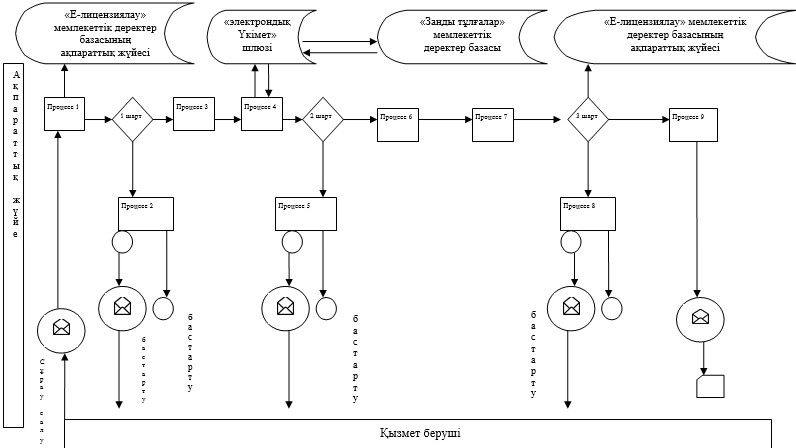 «Е-лицензиялау»
мемлекеттік деректер
базасының
ақпараттық жүйесі
«электрондық
Үкімет»
шлюзі
«Заңды тұлғалар»
мемлекеттік
деректер базасы
«Е-лицензиялау» мемлекеттік
деректер базасының
ақпараттық жүйесі
Ақпараттық жүйе
Процесс 1
1 шарт
Процесс 3
Процесс 4
2 шарт
Процесс 6
Процесс 7
3 шарт
Процесс 9
Процесс 2
Процесс 5
Процесс 8
Сұрау салу
бастарту
бастарту
бастарту
бастарту
Қызмет беруші